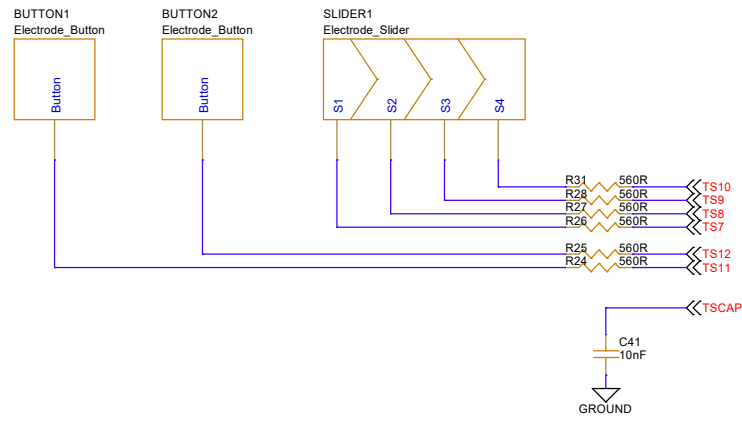 BUTTON1
Electrode_Button
Button
BUTTON2
Electrode_Button
Button
SLIDER1
Electrode_Slider
S1
S2
S3
S4
R31 560R TS10
R28 560R TS9
R27 560R TS8
R26 560R TS7
R25 560R TS12
R24 560R TS11
TSCAP
C41
10nF
GROUND